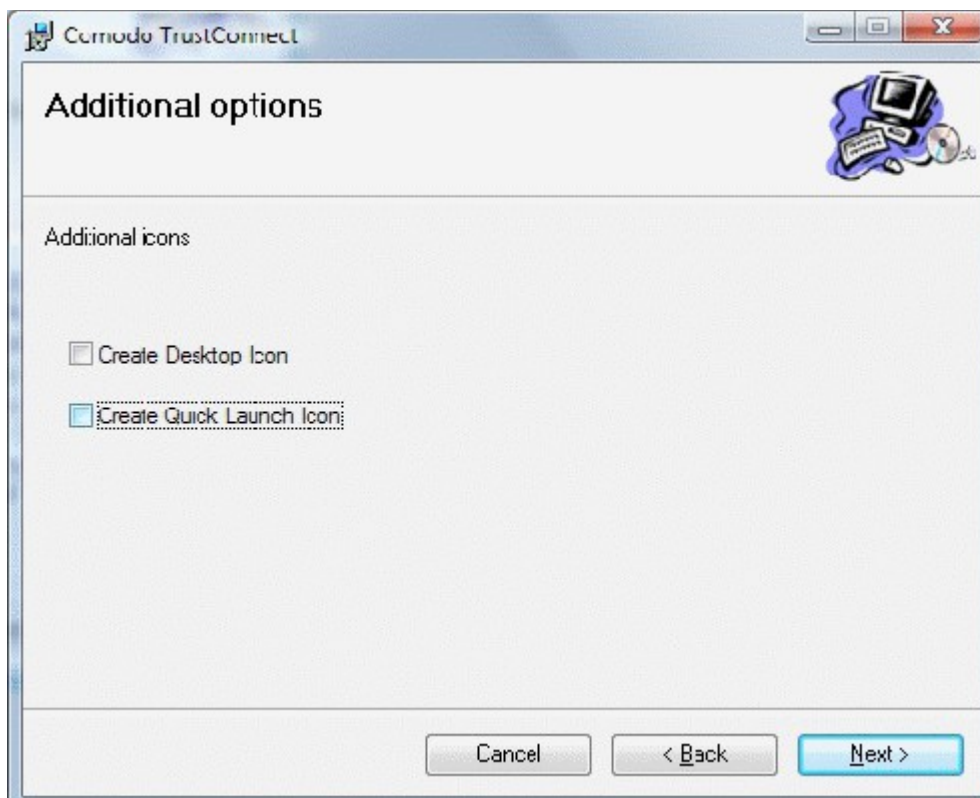 Comodo TrustConnect
Additional options
Additional icons
Create Desktop Icon
Create Quick Launch Icon
Cancel
< Back
Next >